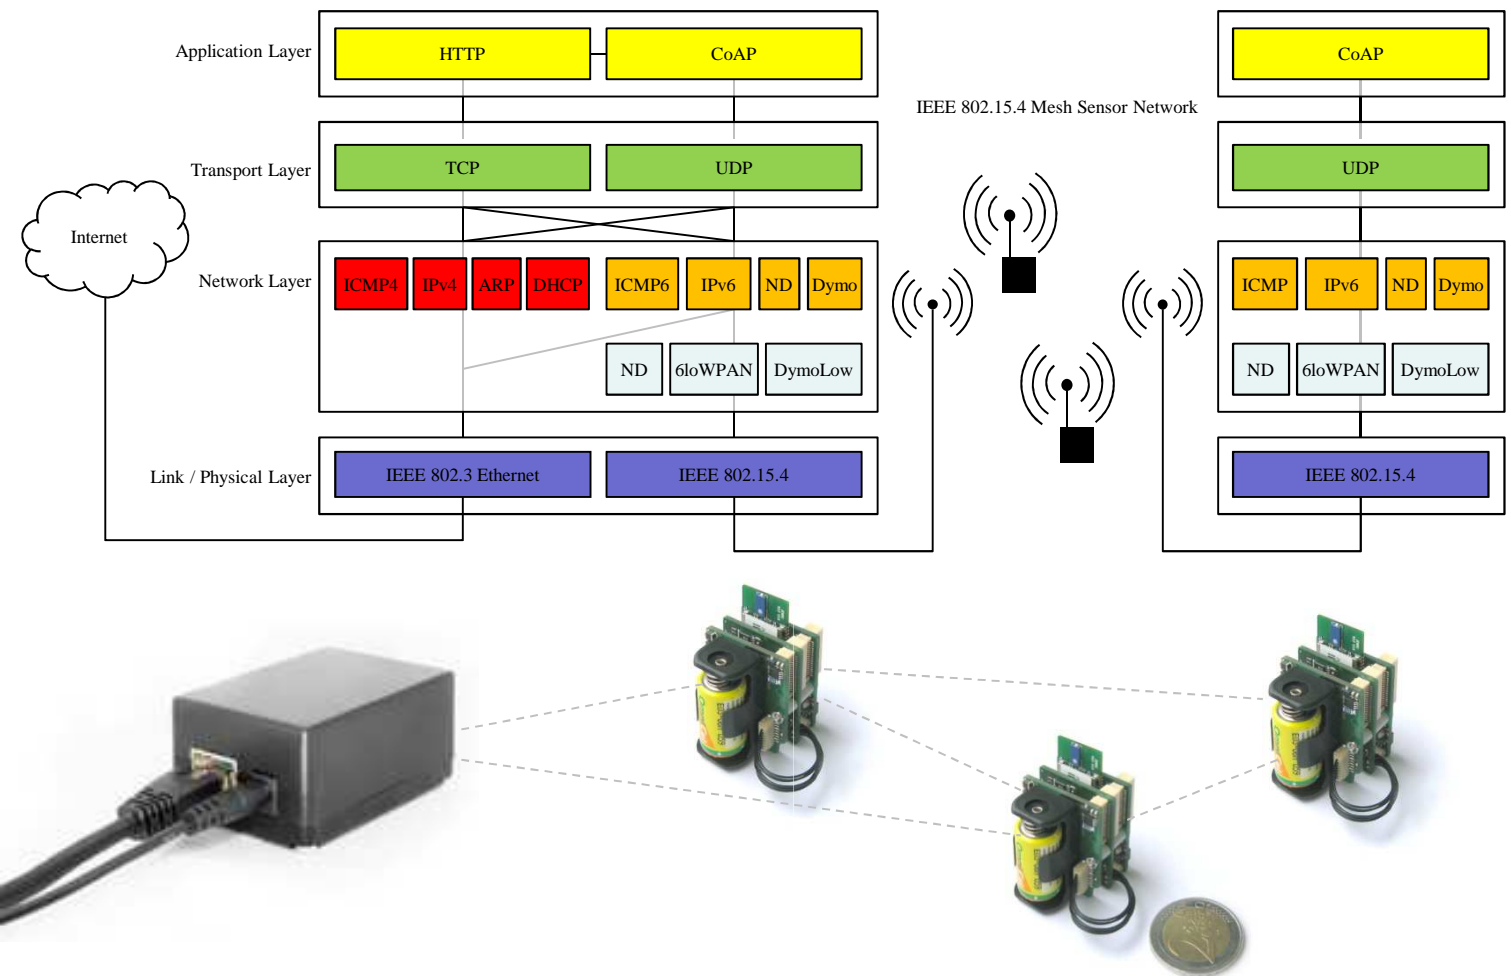 Application Layer
HTTP
CoAP
CoAP
IEEE 802.15.4 Mesh Sensor Network
Transport Layer
TCP
UDP
UDP
Internet
Network Layer
ICMP4
IPv4
ARP
DHCP
ICMP6
IPv6
ND
Dymo
ICMP
IPv6
ND
Dymo
ND
6loWPAN
DymoLow
ND
6loWPAN
DymoLow
Link / Physical Layer
IEEE 802.3 Ethernet
IEEE 802.15.4
IEEE 802.15.4